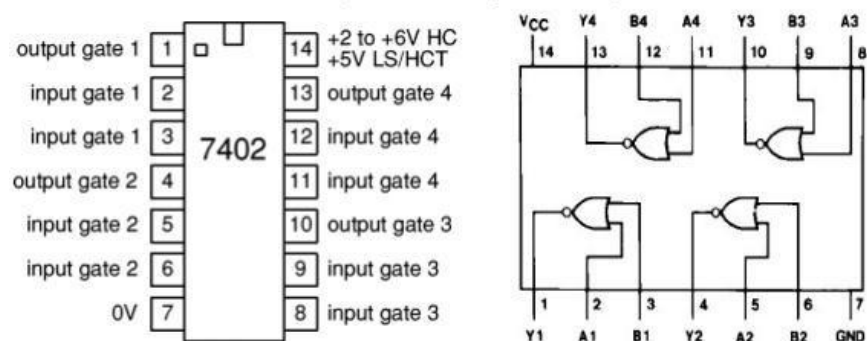 output gate 1 1 14 +2 to +6V HC
+5V LS/HCT
input gate 1 2 13 output gate 4
input gate 1 3 12 input gate 4
7402
output gate 2 4 11 input gate 4
input gate 2 5 10 output gate 3
input gate 2 6 9 input gate 3
0V 7 8 input gate 3
VCC Y4 B4 A4 Y3 B3 A3
14 13 12 11 10 9 8
1 2 3 4 5 6 7
Y1 A1 B1 Y2 A2 B2 GND